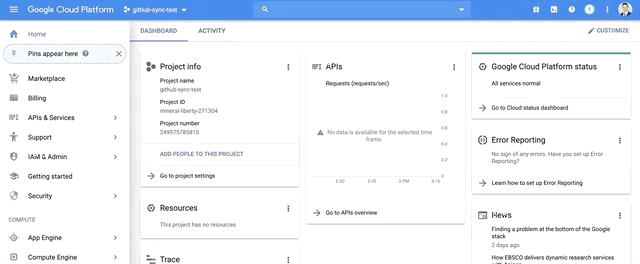 Google Cloud Platform
github-sync-test
1
Home
Pins appear here
Marketplace
Billing
APIs & Services
Support
IAM & Admin
Getting started
Security
COMPUTE
App Engine
Compute Engine
DASHBOARD
ACTIVITY
CUSTOMIZE
Project info
Project name
github-sync-test
Project ID
mineral-liberty-271304
Project number
249975785815
ADD PEOPLE TO THIS PROJECT
Go to project settings
Resources
This project has no resources
Trace
API APIs
Requests (requests/sec)
1.0
0.8
0.6
0.4
0.2
0
No data is available for the selected time
frame.
2:30
2:45
3 PM
3:15
Go to APIs overview
Google Cloud Platform status
All services normal
Go to Cloud status dashboard
Error Reporting
No sign of any errors. Have you set up Error
Reporting?
Learn how to set up Error Reporting
News
Finding a problem at the bottom of the Google
stack
2 days ago
How EBSCO delivers dynamic research services